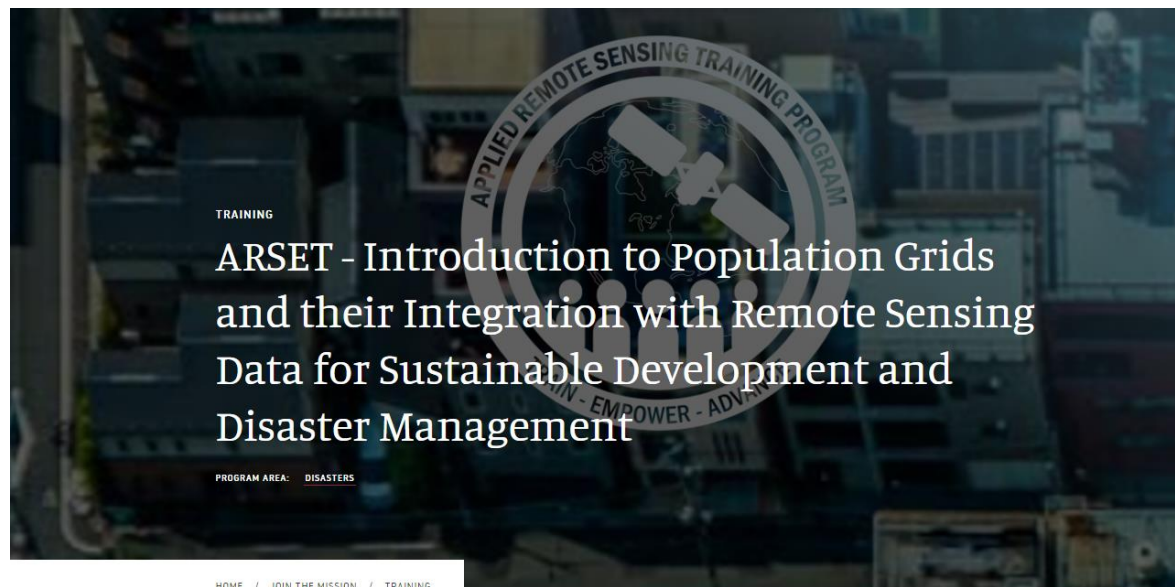 APPLIED REMOTE SENSING TRAINING PROGRAM
TRAINING
ARSET - Introduction to Population Grids
and their Integration with Remote Sensing
Data for Sustainable Development and
Disaster Management
EMPOWER -
PROGRAM AREA: DISASTERS
HOME / JOIN THE MISSION / TRAINING